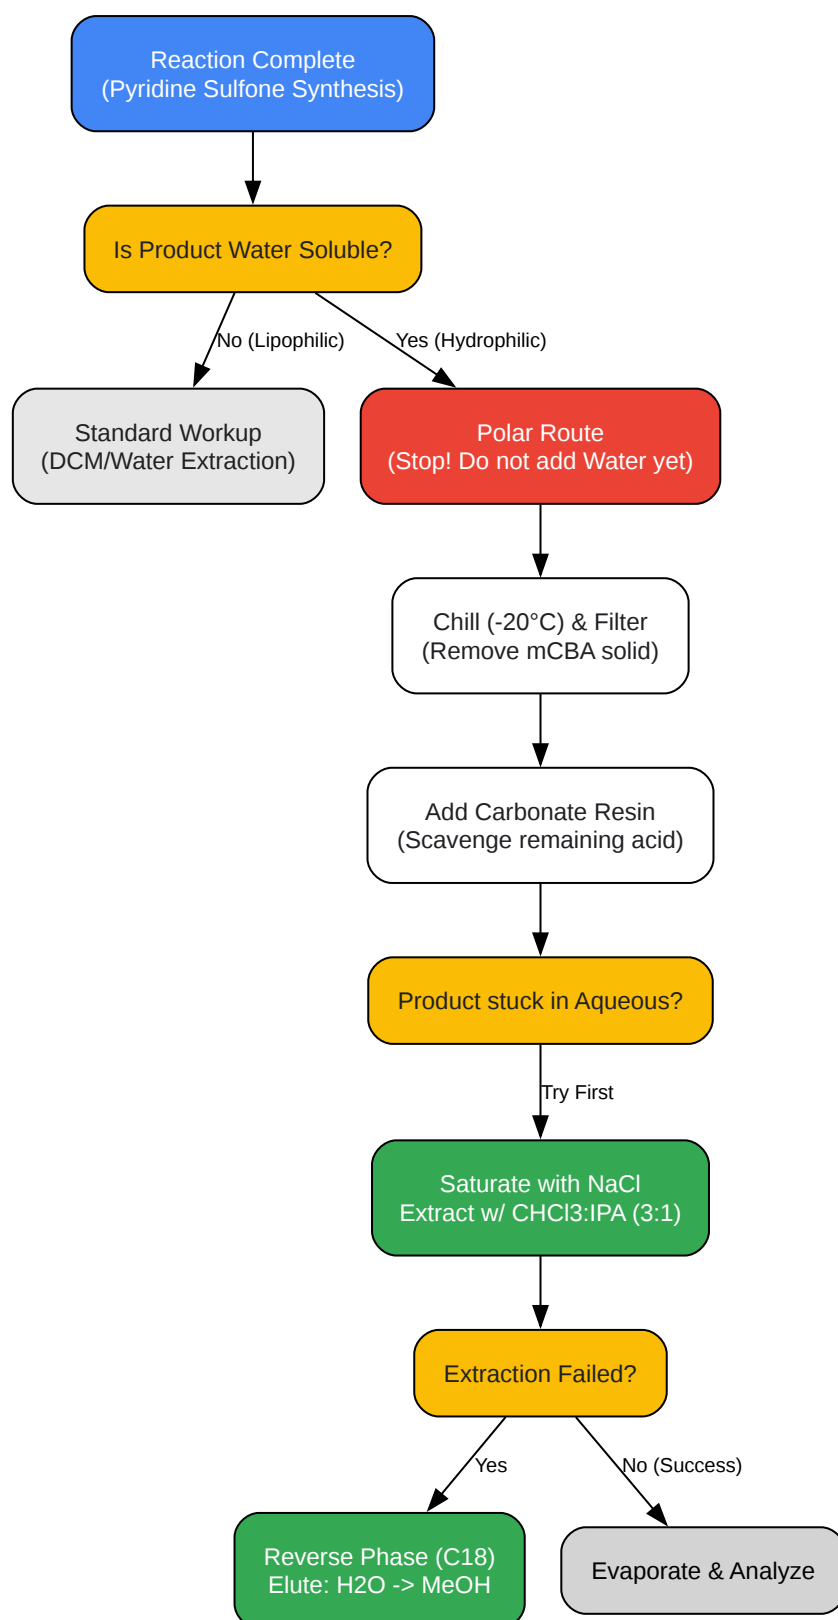 Reaction Complete
(Pyridine Sulfone Synthesis)
Is Product Water Soluble?
No (Lipophilic)
Yes (Hydrophilic)
Standard Workup
(DCM/Water Extraction)
Polar Route
(Stop! Do not add Water yet)
Chill (-20°C) & Filter
(Remove mCBA solid)
Add Carbonate Resin
(Scavenge remaining acid)
Product stuck in Aqueous?
Try First
Saturate with NaCl
Extract w/ CHCl3:IPA (3:1)
Extraction Failed?
Yes
No (Success)
Reverse Phase (C18)
Elute: H2O -> MeOH
Evaporate & Analyze